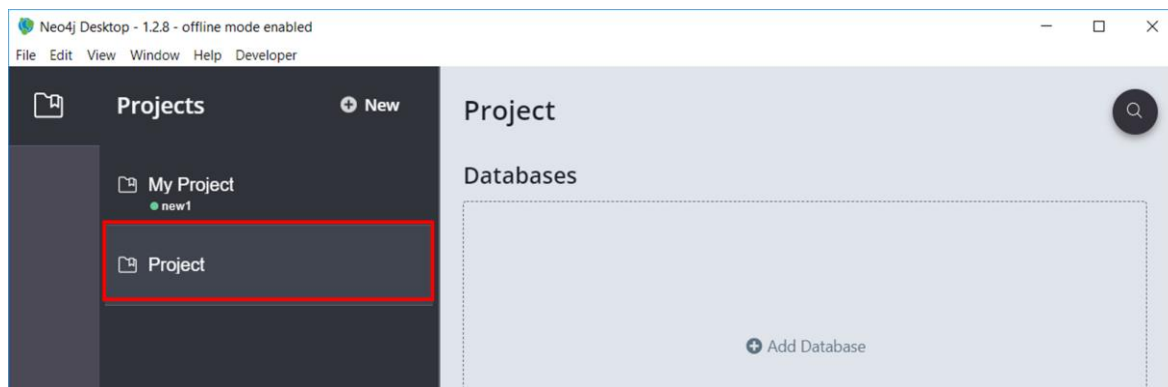 Neo4j Desktop - 1.2.8 - offline mode enabled
File Edit View Window Help Developer
Projects
New
My Project
new1
Project
Project
Databases
Add Database